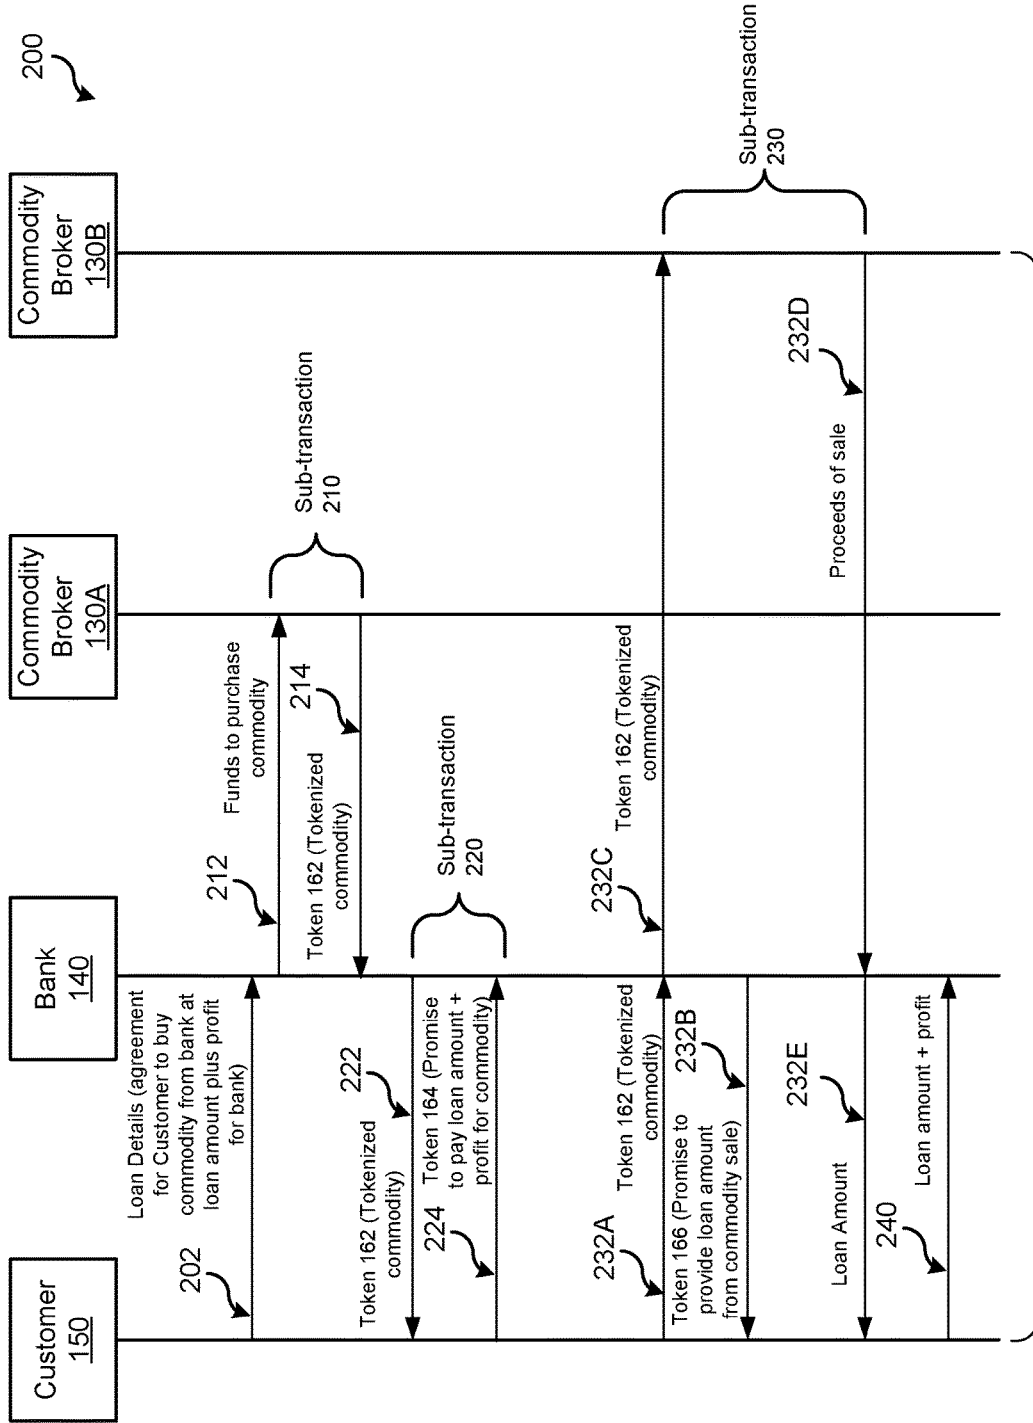 200
Customer
150
Bank
140
Commodity
Broker
130A
Commodity
Broker
130B
Loan Details (agreement
for Customer to buy
commodity from bank at
loan amount plus profit
for bank)
202
212
Funds to purchase
commodity
Token 162 (Tokenized
commodity)
214
Sub-transaction
210
222
Token 162 (Tokenized
commodity)
224
Token 164 (Promise
to pay loan amount +
profit for commodity)
Sub-transaction
220
232A
Token 162 (Tokenized
commodity)
232C
Token 162 (Tokenized
commodity)
Token 166 (Promise to
provide loan amount
from commodity sale)
232B
Proceeds of sale
232D
Sub-transaction
230
Loan Amount
232E
240
Loan amount + profit